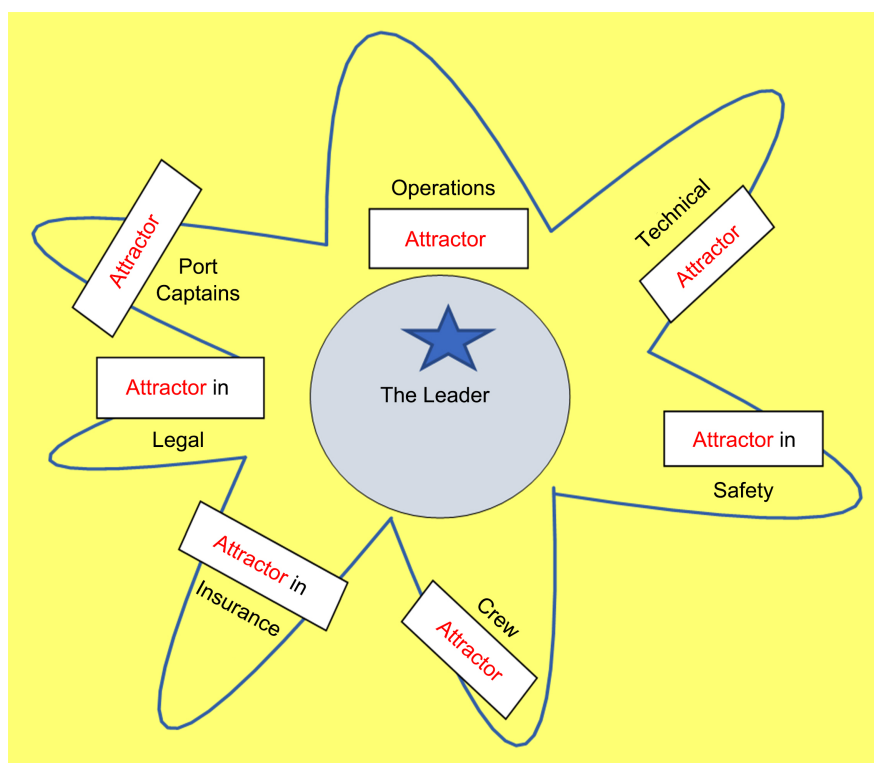 Operations
Attractor
Technical
Attractor
Attractor
Port
Captains
The Leader
Attractor in
Legal
Attractor in
Safety
Attractor in
Insurance
Crew
Attractor